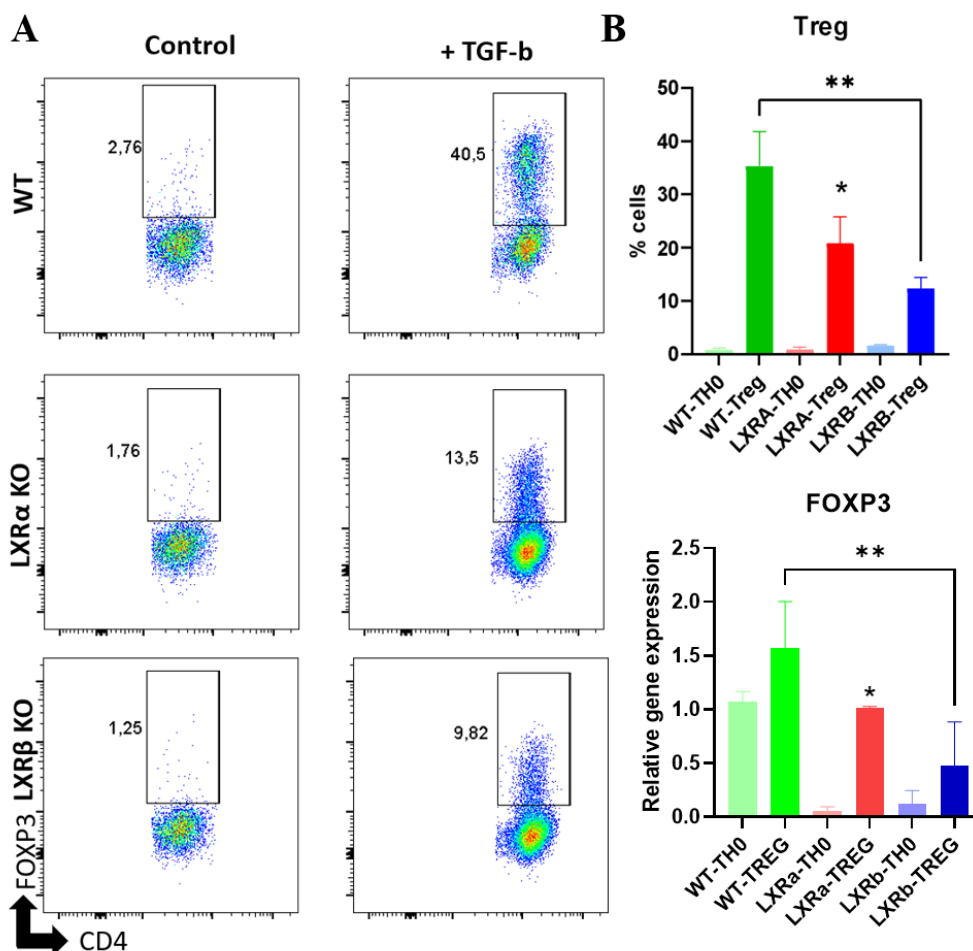 A
Control
+ TGF-b
WT
2,76
40,5
LXRα KO
1,76
13,5
LXRβ KO
1,25
9,82
FOXP3
CD4
B
Treg
**
*
% cells
50
40
30
20
10
0
WT-TH0
WT-Treg
LXRA-TH0
LXRA-Treg
LXRB-TH0
LXRB-Treg
FOXP3
**
*
Relative gene expression
2.5
2.0
1.5
1.0
0.5
0.0
WT-TH0
WT-TREG
LXRa-TH0
LXRa-TREG
LXRb-TH0
LXRb-TREG